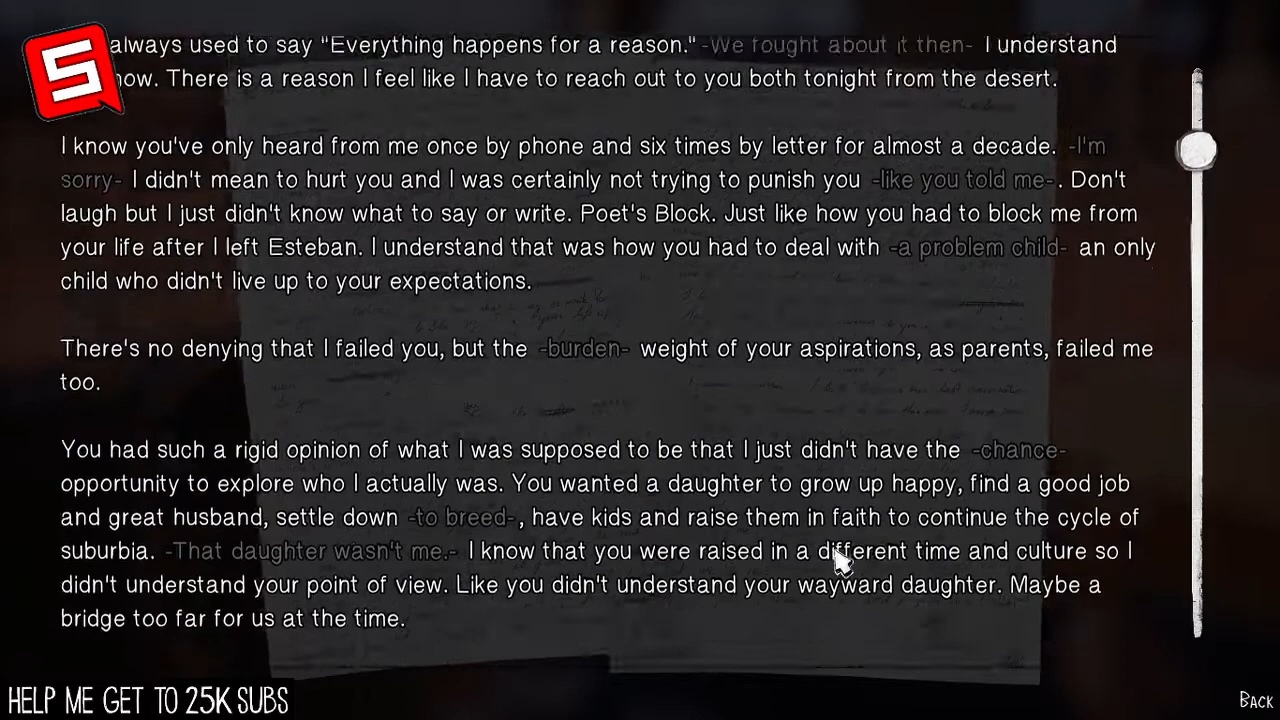 always used to say "Everything happens for a reason." -We fought about it then- I understand
now. There is a reason I feel like I have to reach out to you both tonight from the desert.
I know you've only heard from me once by phone and six times by letter for almost a decade. -I'm
sorry- I didn't mean to hurt you and I was certainly not trying to punish you -like you told me-. Don't
laugh but I just didn't know what to say or write. Poet's Block. Just like how you had to block me from
your life after I left Esteban. I understand that was how you had to deal with -a problem child- an only
child who didn't live up to your expectations.
There's no denying that I failed you, but the -burden- weight of your aspirations, as parents, failed me
too.
You had such a rigid opinion of what I was supposed to be that I just didn't have the -chance-
opportunity to explore who I actually was. You wanted a daughter to grow up happy, find a good job
and great husband, settle down -to breed-, have kids and raise them in faith to continue the cycle of
suburbia. -That daughter wasn't me.- I know that you were raised in a different time and culture so I
didn't understand your point of view. Like you didn't understand your wayward daughter. Maybe a
bridge too far for us at the time.
HELP ME GET TO 25K SUBS
BACK